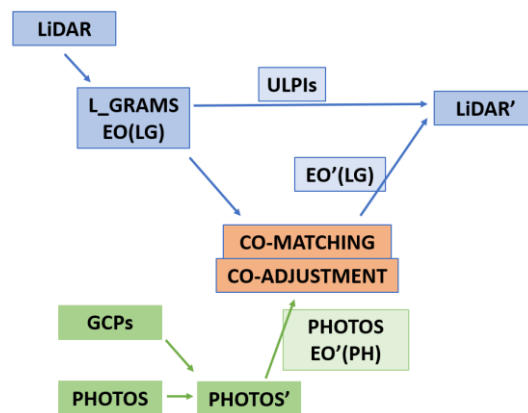 LiDAR
ULPIs
L_GRAMS
EO(LG)
LiDAR’
EO’(LG)
CO-MATCHING
CO-ADJUSTMENT
GCPs
PHOTOS
EO’(PH)
PHOTOS
PHOTOS’